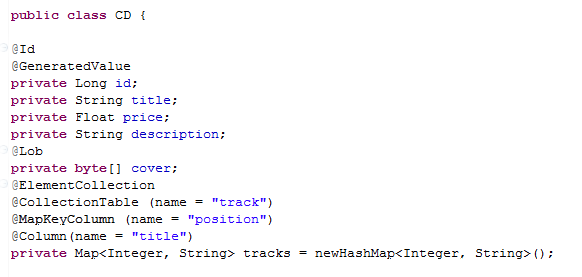 public class CD {
@Id
@GeneratedValue
private Long id;
private String title;
private Float price;
private String description;
@Lob
private byte[] cover;
@ElementCollection
@CollectionTable (name = "track")
@MapKeyColumn (name = "position")
@Column(name = "title")
private Map<Integer, String> tracks = newHashMap<Integer, String>();